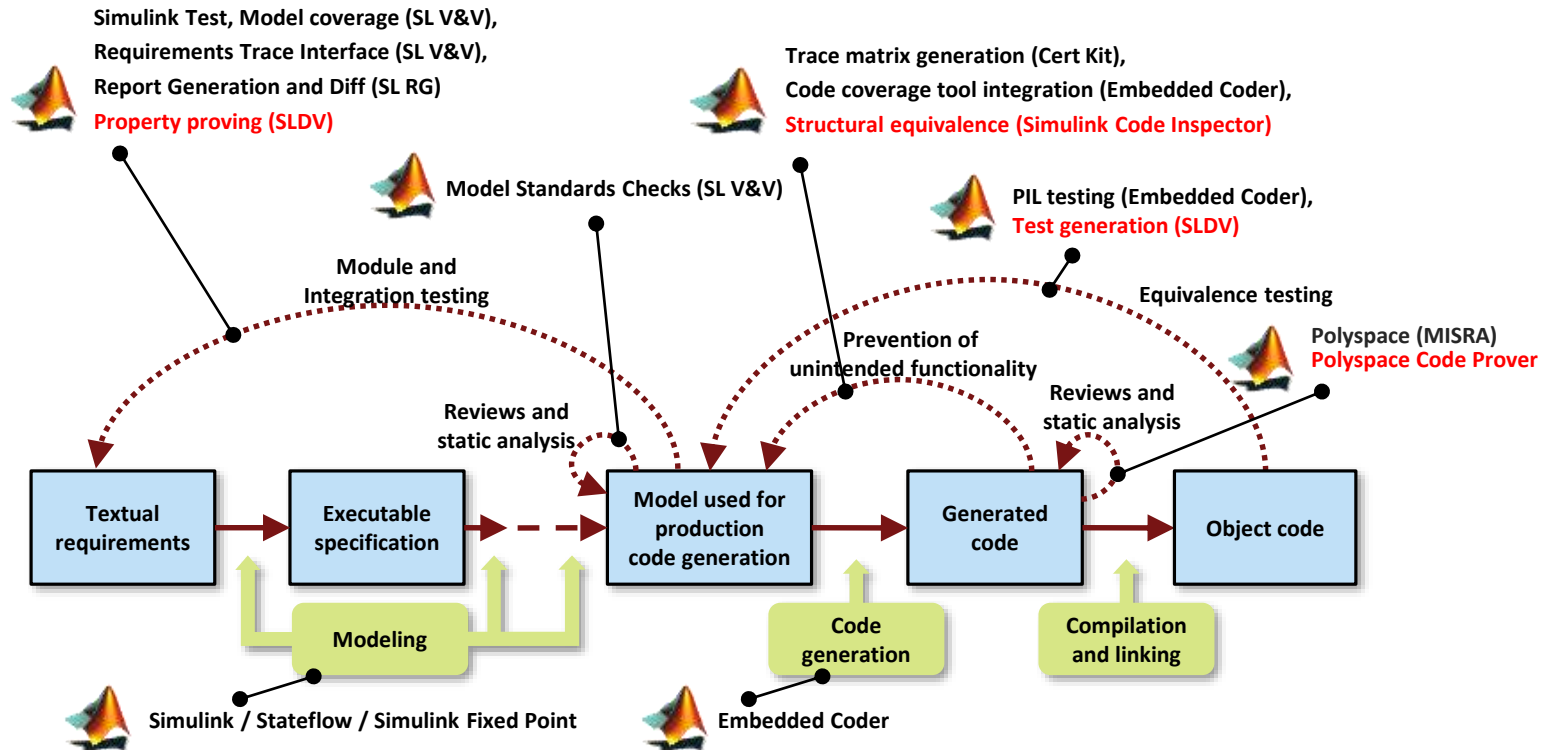 Simulink Test, Model coverage (SL V&V),
Requirements Trace Interface (SL V&V),
Report Generation and Diff (SL RG)
Property proving (SLDV)
Trace matrix generation (Cert Kit),
Code coverage tool integration (Embedded Coder),
Structural equivalence (Simulink Code Inspector)
Model Standards Checks (SL V&V)
PIL testing (Embedded Coder),
Test generation (SLDV)
Module and
Integration testing
Equivalence testing
Polyspace (MISRA)
Polyspace Code Prover
Prevention of
unintended functionality
Reviews and
static analysis
Reviews and
static analysis
Textual
requirements
Executable
specification
Model used for
production
code generation
Generated
code
Object code
Modeling
Code
generation
Compilation
and linking
Simulink / Stateflow / Simulink Fixed Point
Embedded Coder